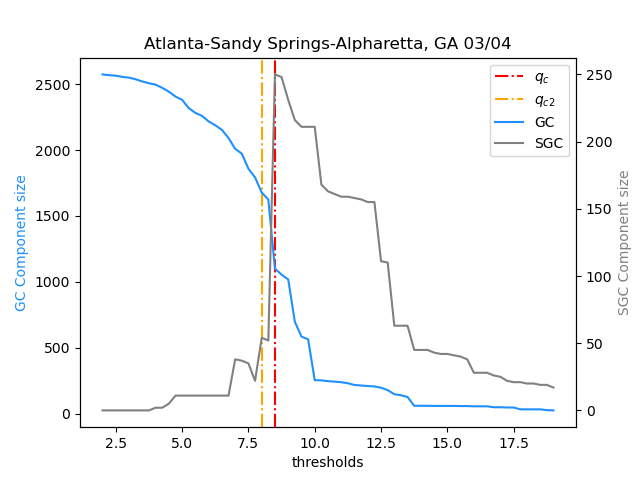 Atlanta-Sandy Springs-Alpharetta, GA 03/04
q_c
q_c2
GC
SGC
2500
2000
1500
1000
500
0
GC Component size
250
200
150
100
50
0
SGC Component size
2.5 5.0 7.5 10.0 12.5 15.0 17.5
thresholds